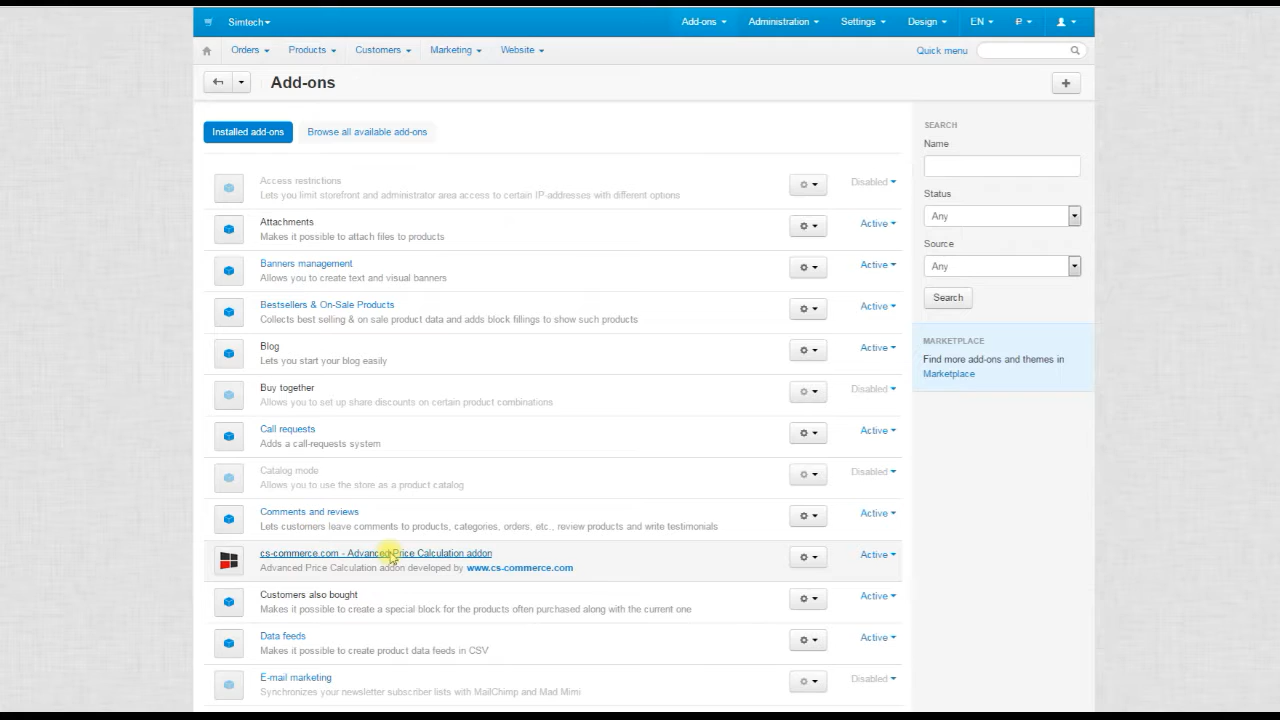 Simtech
Add-ons
Administration
Settings
Design
EN
Orders
Products
Customers
Marketing
Website
Quick menu
Add-ons
+
Installed add-ons
Browse all available add-ons
Access restrictions
Lets you limit storefront and administrator area access to certain IP-addresses with different options
Disabled
Attachments
Makes it possible to attach files to products
Active
Banners management
Allows you to create text and visual banners
Active
Bestsellers & On-Sale Products
Collects best selling & on sale product data and adds block fillings to show such products
Active
Blog
Lets you start your blog easily
Active
Buy together
Allows you to set up share discounts on certain product combinations
Disabled
Call requests
Adds a call-requests system
Active
Catalog mode
Allows you to use the store as a product catalog
Disabled
Comments and reviews
Lets customers leave comments to products, categories, orders, etc., review products and write testimonials
Active
cs-commerce.com - Advanced Price Calculation addon
Advanced Price Calculation addon developed by www.cs-commerce.com
Active
Customers also bought
Makes it possible to create a special block for the products often purchased along with the current one
Active
Data feeds
Makes it possible to create product data feeds in CSV
Active
E-mail marketing
Synchronizes your newsletter subscriber lists with MailChimp and Mad Mimi
Disabled
SEARCH
Name
Status
Any
Source
Any
Search
MARKETPLACE
Find more add-ons and themes in
Marketplace